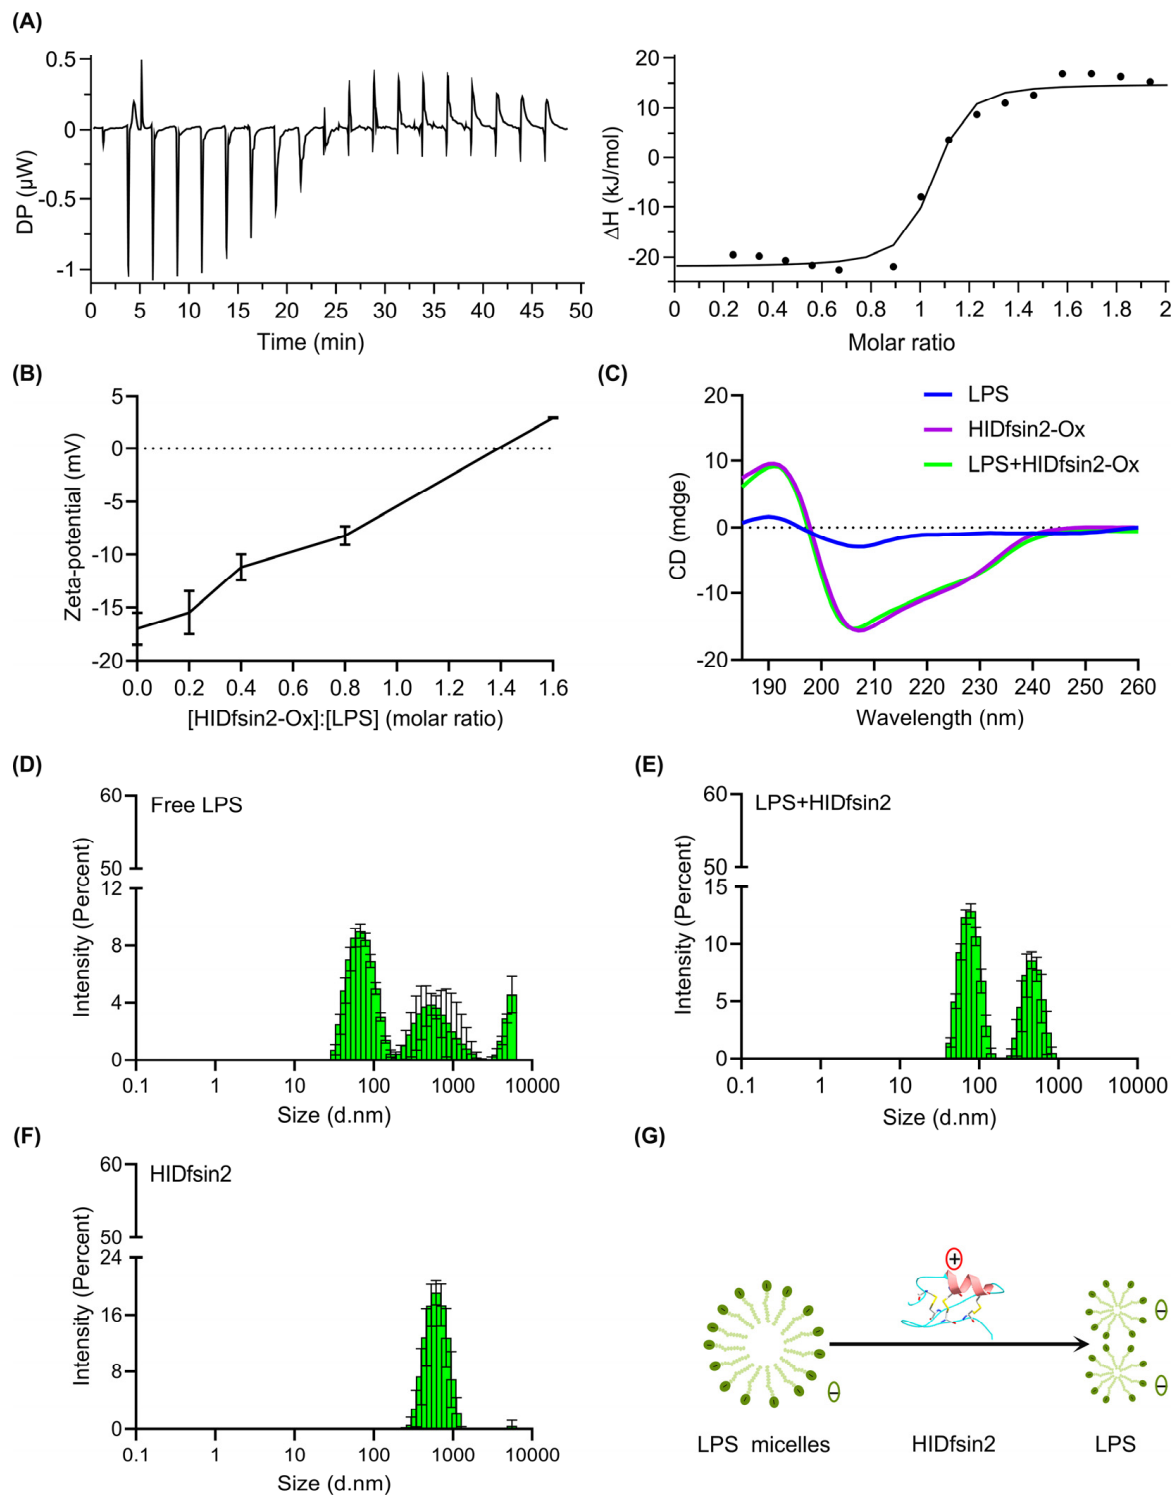 (A)
0.5
0
-0.5
-1
DP (µW)
0 5 10 15 20 25 30 35 40 45 50
Time (min)
20
10
0
-10
-20
ΔH (kJ/mol)
0 0.2 0.4 0.6 0.8 1.0 1.2 1.4 1.6 1.8 2
Molar ratio
(B)
5
0
-5
-10
-15
-20
Zeta-potential (mV)
0.0 0.2 0.4 0.6 0.8 1.0 1.2 1.4 1.6
[HIDfsin2-Ox]:[LPS] (molar ratio)
(C)
20
10
0
-10
-20
CD (mdge)
LPS
HIDfsin2-Ox
LPS+HIDfsin2-Ox
190 200 210 220 230 240 250 260
Wavelength (nm)
(D)
Free LPS
60
50
12
8
4
0
Intensity (Percent)
0.1 1 10 100 1000 10000
Size (d.nm)
(E)
LPS+HIDfsin2
60
50
15
10
5
0
Intensity (Percent)
0.1 1 10 100 1000 10000
Size (d.nm)
(F)
HIDfsin2
60
50
24
16
8
0
Intensity (Percent)
0.1 1 10 100 1000 10000
Size (d.nm)
(G)
+
−
−
−
LPS micelles
HIDfsin2
LPS